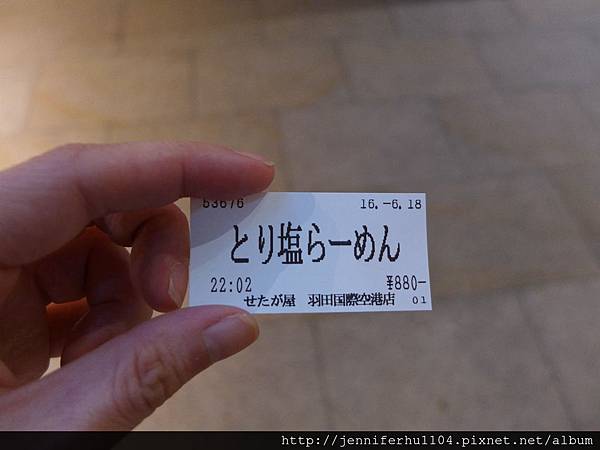 53676 16.-6.18
とり塩らーめん
22:02 ¥880-
せたが屋 羽田国際空港店 01
http://jenniferhu1104.pixnet.net/album